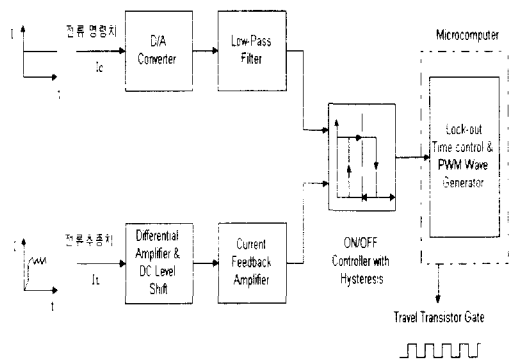 I
전류 명령치
Ic
t
D/A
Converter
Low-Pass
Filter
Microcomputer
Lock-out
Time control &
PWM Wave
Generator
전류추종치
It
t
Differential
Amplifier &
DC Level
Shift
Current
Feedback
Amplifier
ON/OFF
Controller with
Hysteresis
Travel Transistor Gate